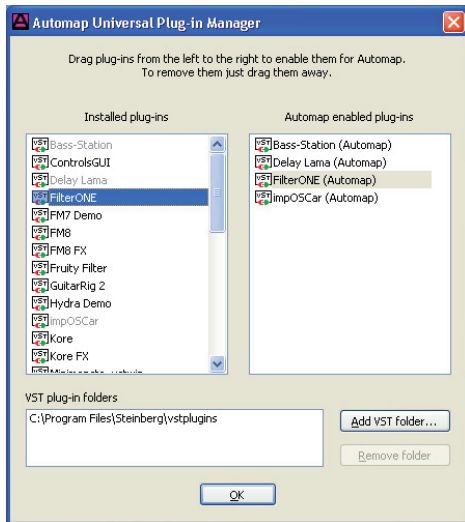 Automap Universal Plug-in Manager
Drag plug-ins from the left to the right to enable them for Automap.
To remove them just drag them away.
Installed plug-ins
Bass-Station
ControlsGUI
Delay Lama
FilterONE
FM7 Demo
FM8
FM8 FX
Fruity Filter
GuitarRig 2
Hydra Demo
impOSCar
Kore
Kore FX
Automap enabled plug-ins
Bass-Station (Automap)
Delay Lama (Automap)
FilterONE (Automap)
impOSCar (Automap)
VST plug-in folders
C:\Program Files\Steinberg\vstplugins
Add VST folder...
Remove folder
OK